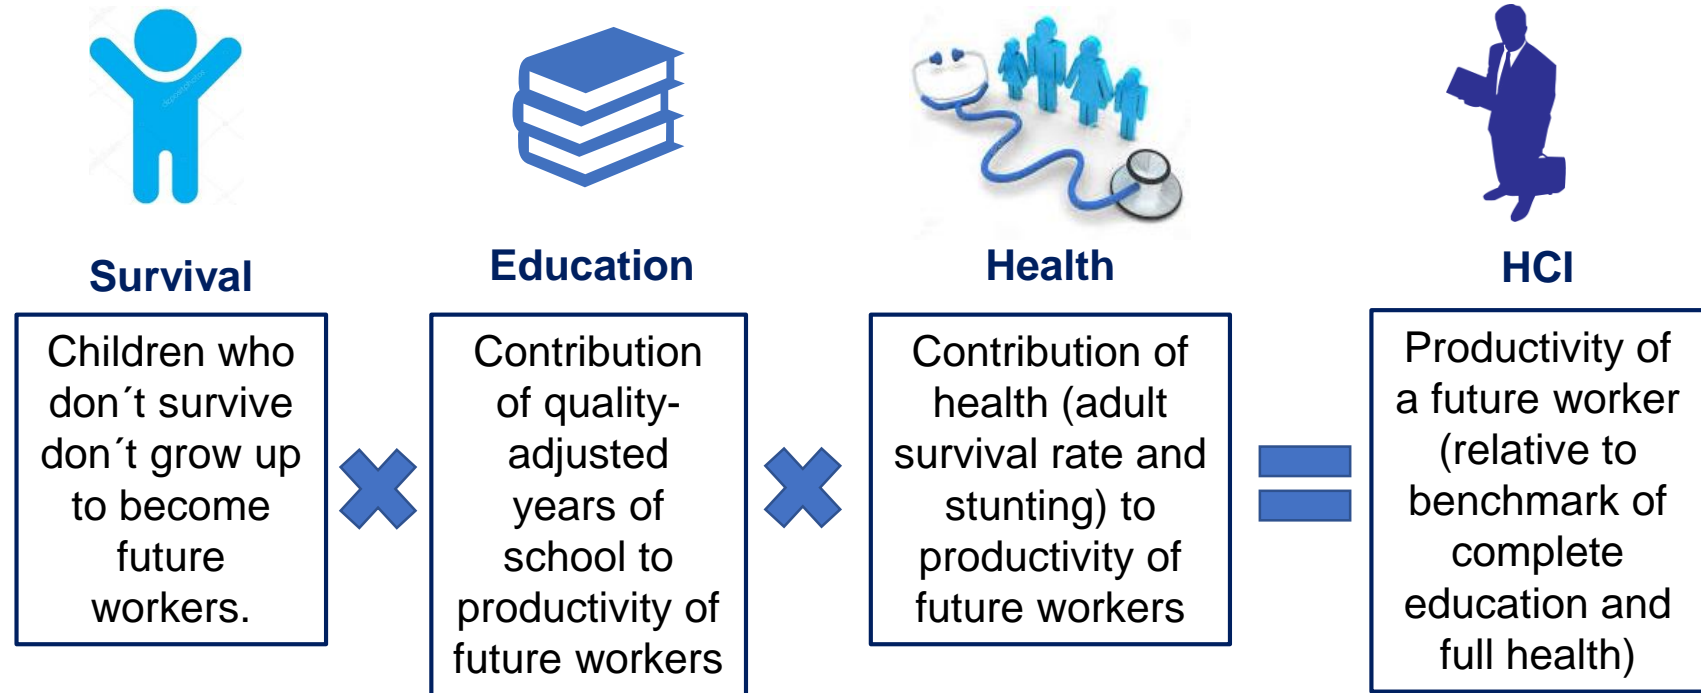 Survival
Children who
don´t survive
don´t grow up
to become
future
workers.
Education
Contribution
of quality-
adjusted
years of
school to
productivity of
future workers
Health
Contribution of
health (adult
survival rate and
stunting) to
productivity of
future workers
HCI
Productivity of
a future worker
(relative to
benchmark of
complete
education and
full health)